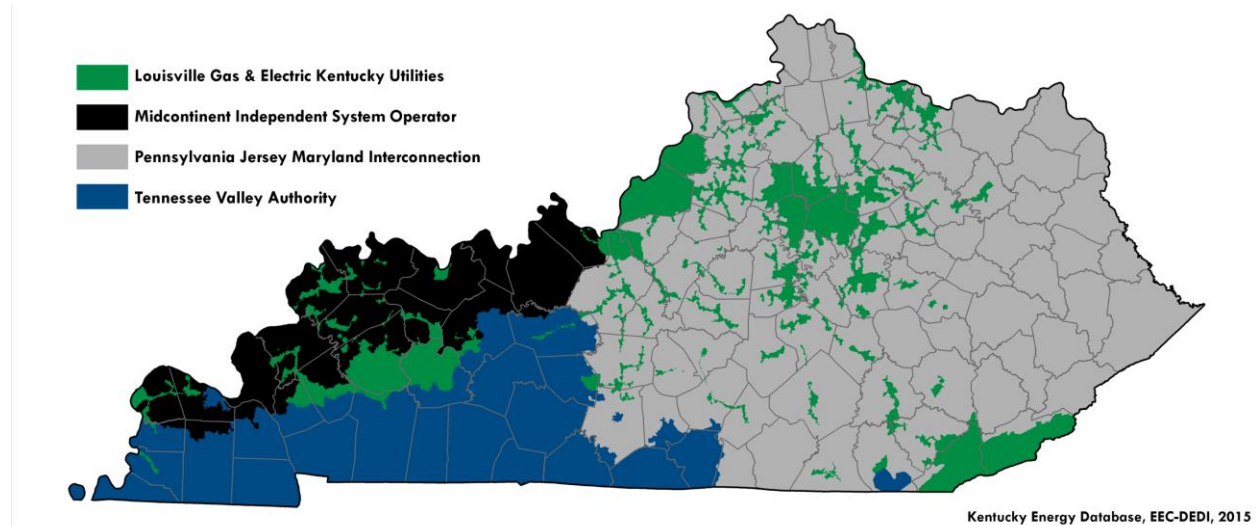 Louisville Gas & Electric Kentucky Utilities
Midcontinent Independent System Operator
Pennsylvania Jersey Maryland Interconnection
Tennessee Valley Authority
Kentucky Energy Database, EEC-DEDI, 2015